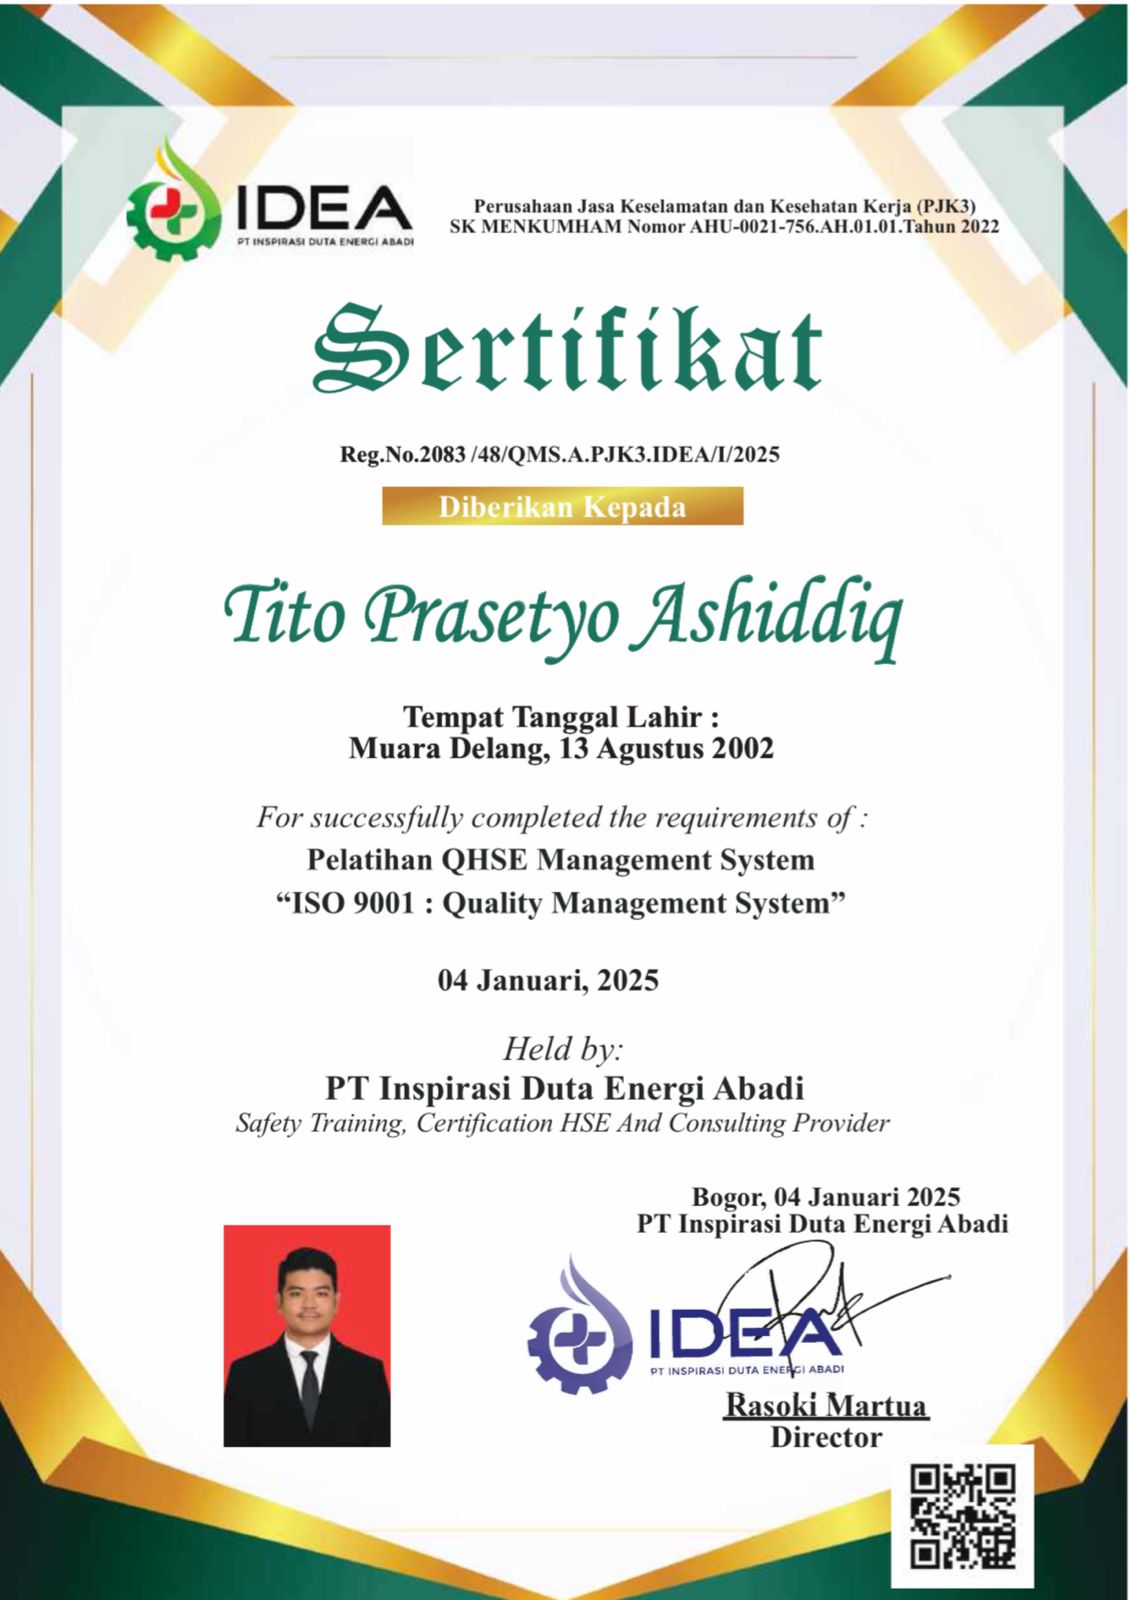 IDEA
PT INSPIRASI DUTA ENERGI ABADI
Perusahaan Jasa Keselamatan dan Kesehatan Kerja (PJK3)
SK MENKUMHAM Nomor AHU-0021-756.AH.01.01.Tahun 2022
Sertifikat
Reg.No.2083 /48/QMS.A.PJK3.IDEA/I/2025
Diberikan Kepada
Tito Prasetyo Ashiddiq
Tempat Tanggal Lahir :
Muara Delang, 13 Agustus 2002
For successfully completed the requirements of :
Pelatihan QHSE Management System
“ISO 9001 : Quality Management System”
04 Januari, 2025
Held by:
PT Inspirasi Duta Energi Abadi
Safety Training, Certification HSE And Consulting Provider
Bogor, 04 Januari 2025
PT Inspirasi Duta Energi Abadi
IDEA
PT INSPIRASI DUTA ENERGI ABADI
Rasoki Martua
Director